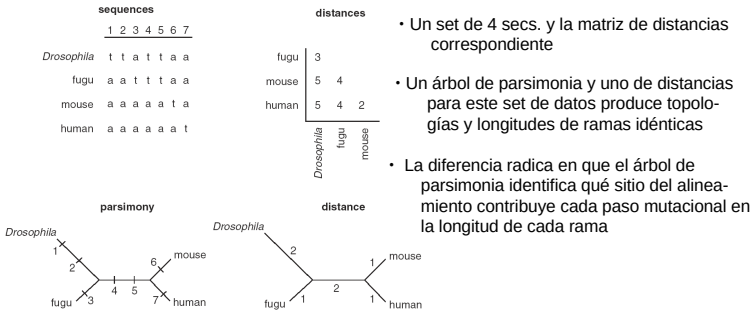 sequences
1 2 3 4 5 6 7
Drosophila t t a t t a a
fugu a a t t t a a
mouse a a a a a t a
human a a a a a a t
distances
fugu 3
mouse 5 4
human 5 4 2
Drosophila fugu mouse
• Un set de 4 secs. y la matriz de distancias
correspondiente
• Un árbol de parsimonia y uno de distancias
para este set de datos produce topolo-
gías y longitudes de ramas idénticas
• La diferencia radica en que el árbol de
parsimonia identifica qué sitio del alinea-
miento contribuye cada paso mutacional en
la longitud de cada rama
parsimony
Drosophila
1
2
6 mouse
4 5
fugu 3
7 human
distance
Drosophila
2
1 mouse
2
fugu 1
1 human